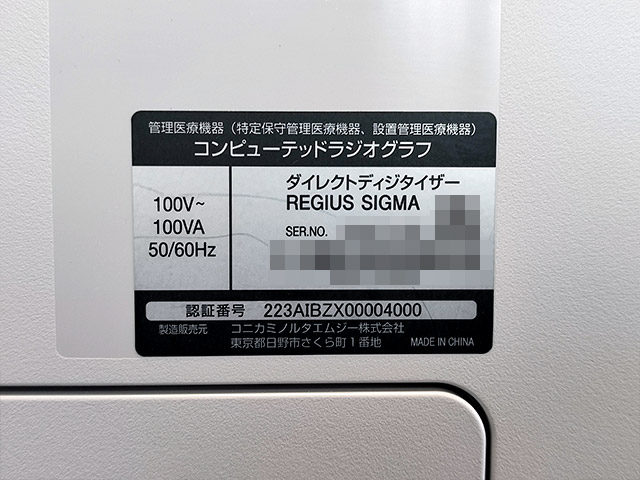 管理医療機器（特定保守管理医療機器、設置管理医療機器）
コンピューテッドラジオグラフ
100V~
100VA
50/60Hz
ダイレクトディジタイザー
REGIUS SIGMA
SER.NO.
認証番号 223AIBZX00004000
製造販売元 コニカミノルタエムジー株式会社
東京都日野市さくら町1番地 MADE IN CHINA